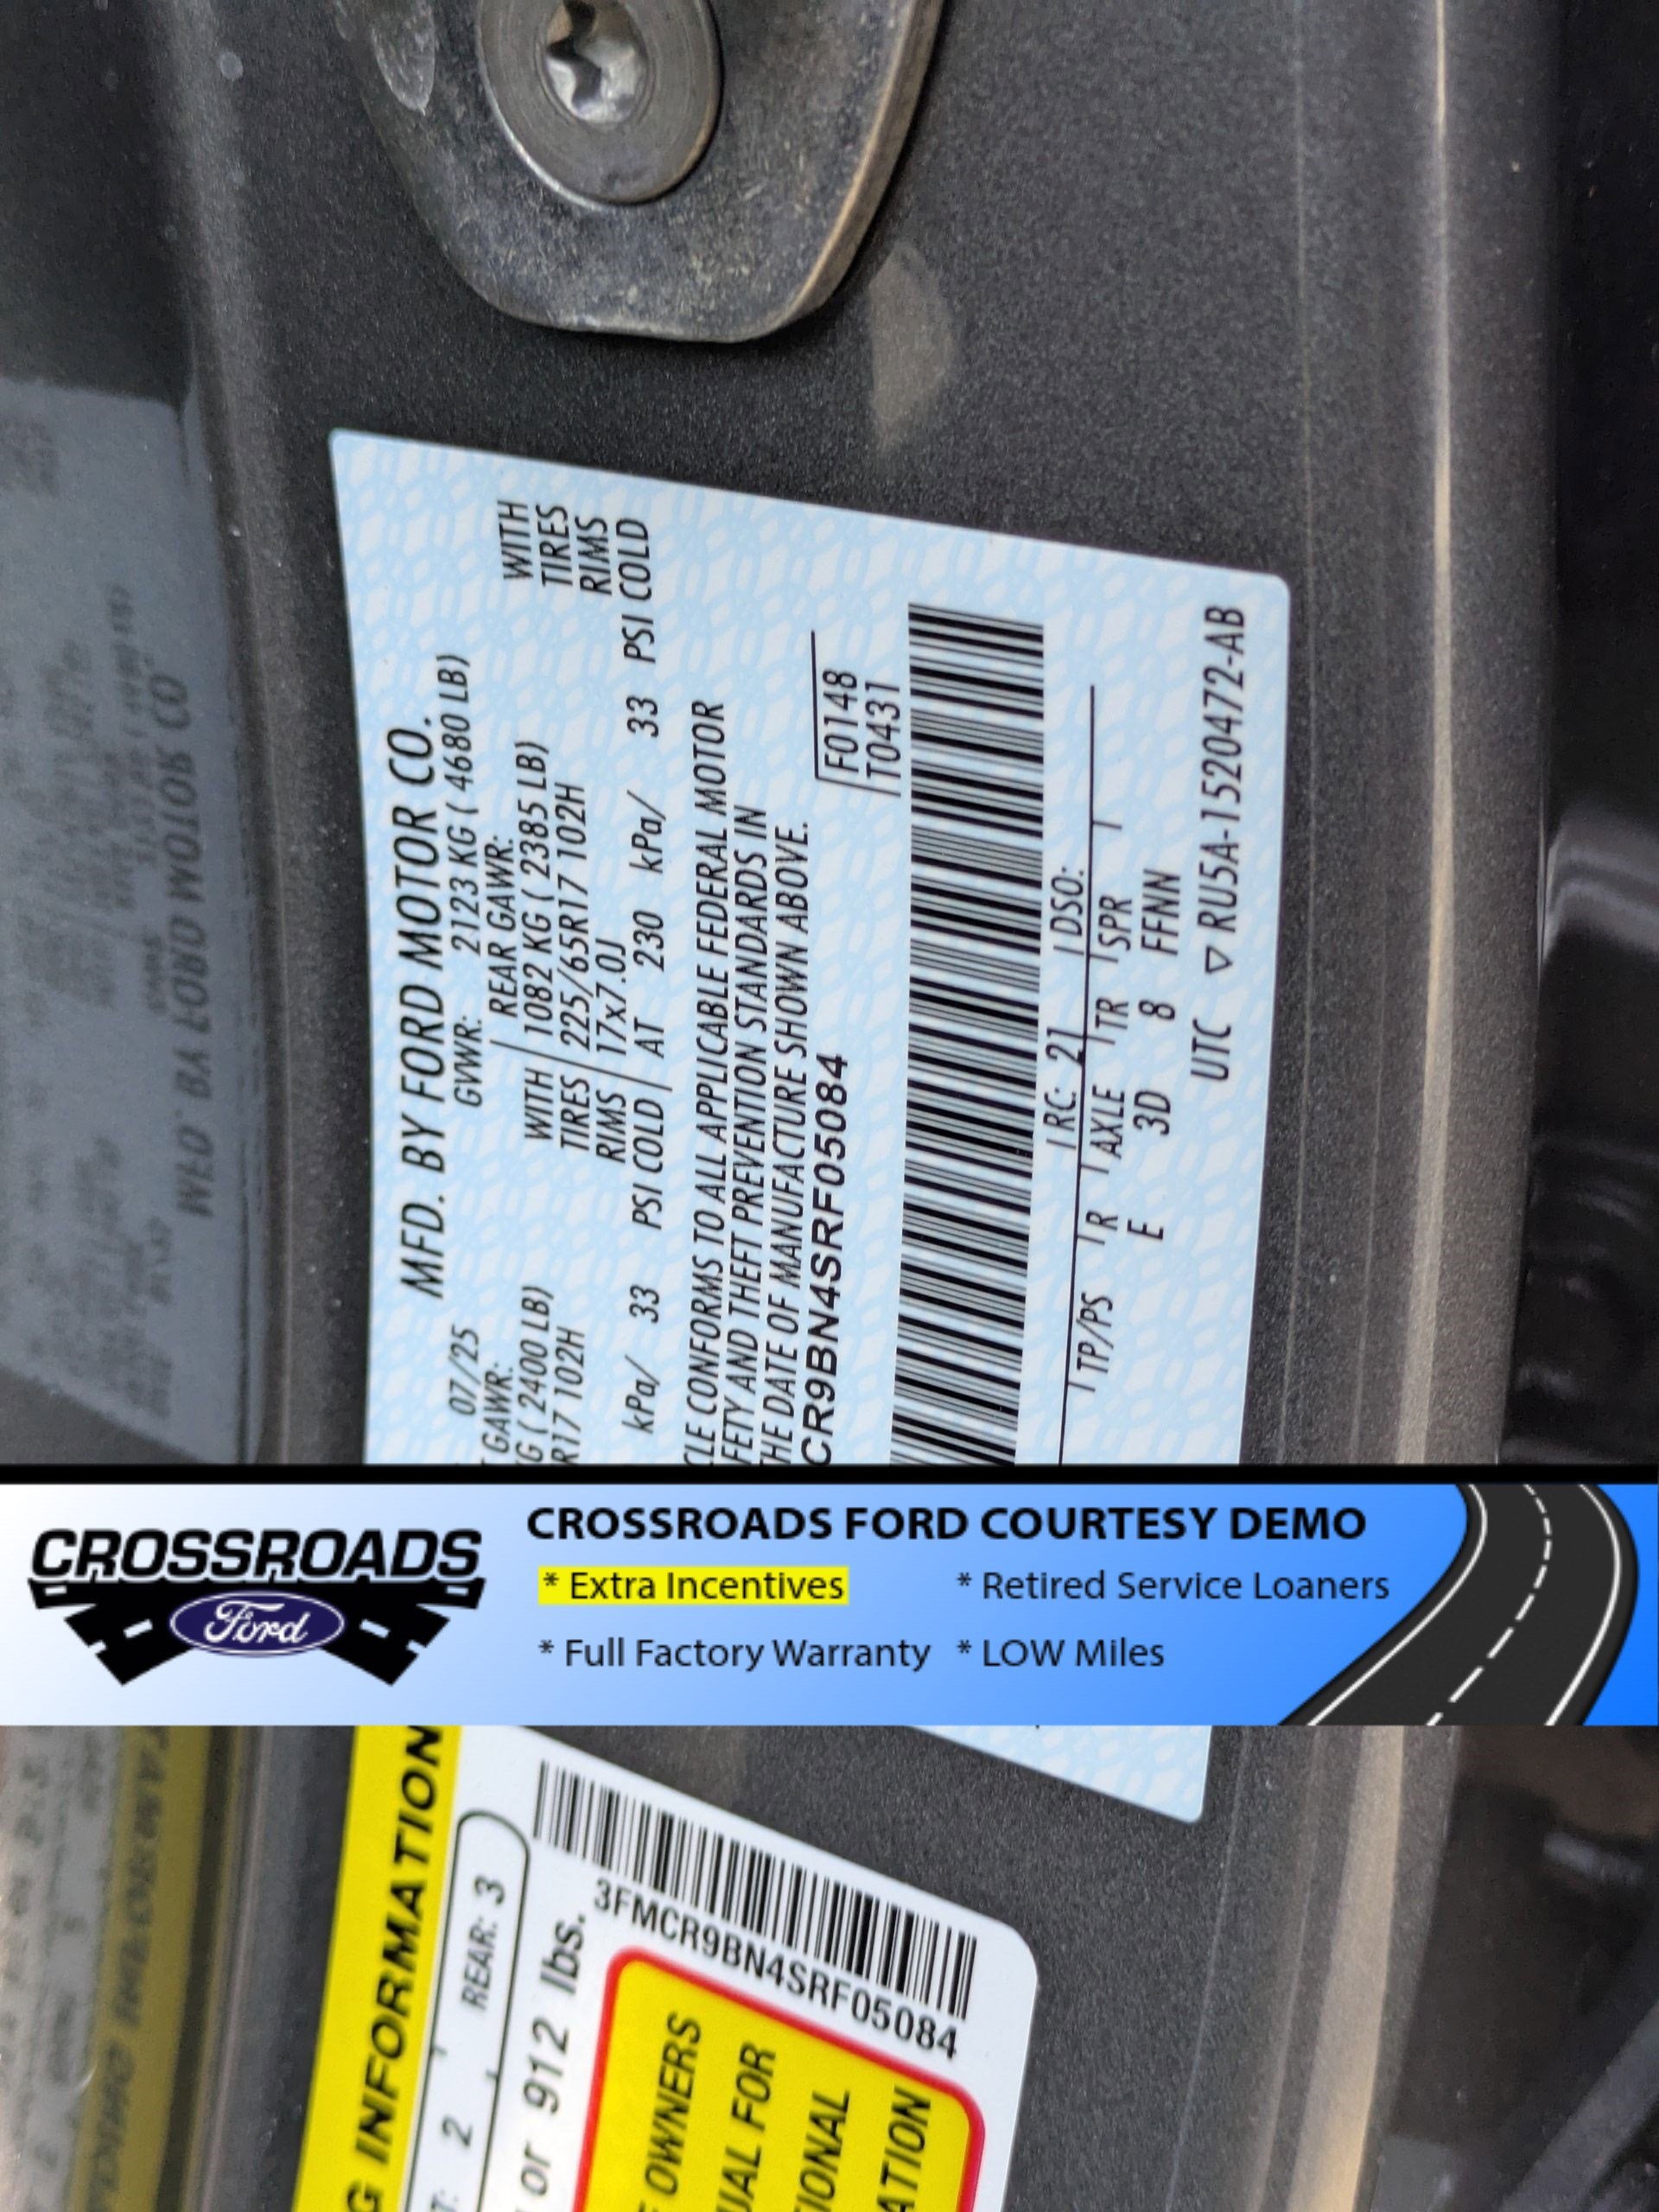 MFD. BY FORD MOTOR CO.
07/25 GWVR: 2123 KG ( 4680 LB)
GAWR: REAR GAWR:
G ( 2400 LB) WITH 1082 KG ( 2385 LB) WITH
R17 102H TIRES 225/65R17 102H TIRES
RIMS 17x7.0J RIMS
kPa/ 33 PSI COLD AT 230 kPa/ 33 PSI COLD
CLE CONFORMS TO ALL APPLICABLE FEDERAL MOTOR
FETY AND THEFT PREVENTION STANDARDS IN
HE DATE OF MANUFACTURE SHOWN ABOVE.
CR9BN4SRF05084
F0148
T0431
RC: 21 DSO:
TP/PS R AXLE TR SPR
E 3D 8 FFNN
UTC ▽ RU5A-1520472-AB
CROSSROADS
Ford
CROSSROADS FORD COURTESY DEMO
* Extra Incentives * Retired Service Loaners
* Full Factory Warranty * LOW Miles
G INFORMATION
T: 2 REAR: 3
or 912 lbs.
3FMCR9BN4SRF05084
OWNERS
UAL FOR
IONAL
ATION